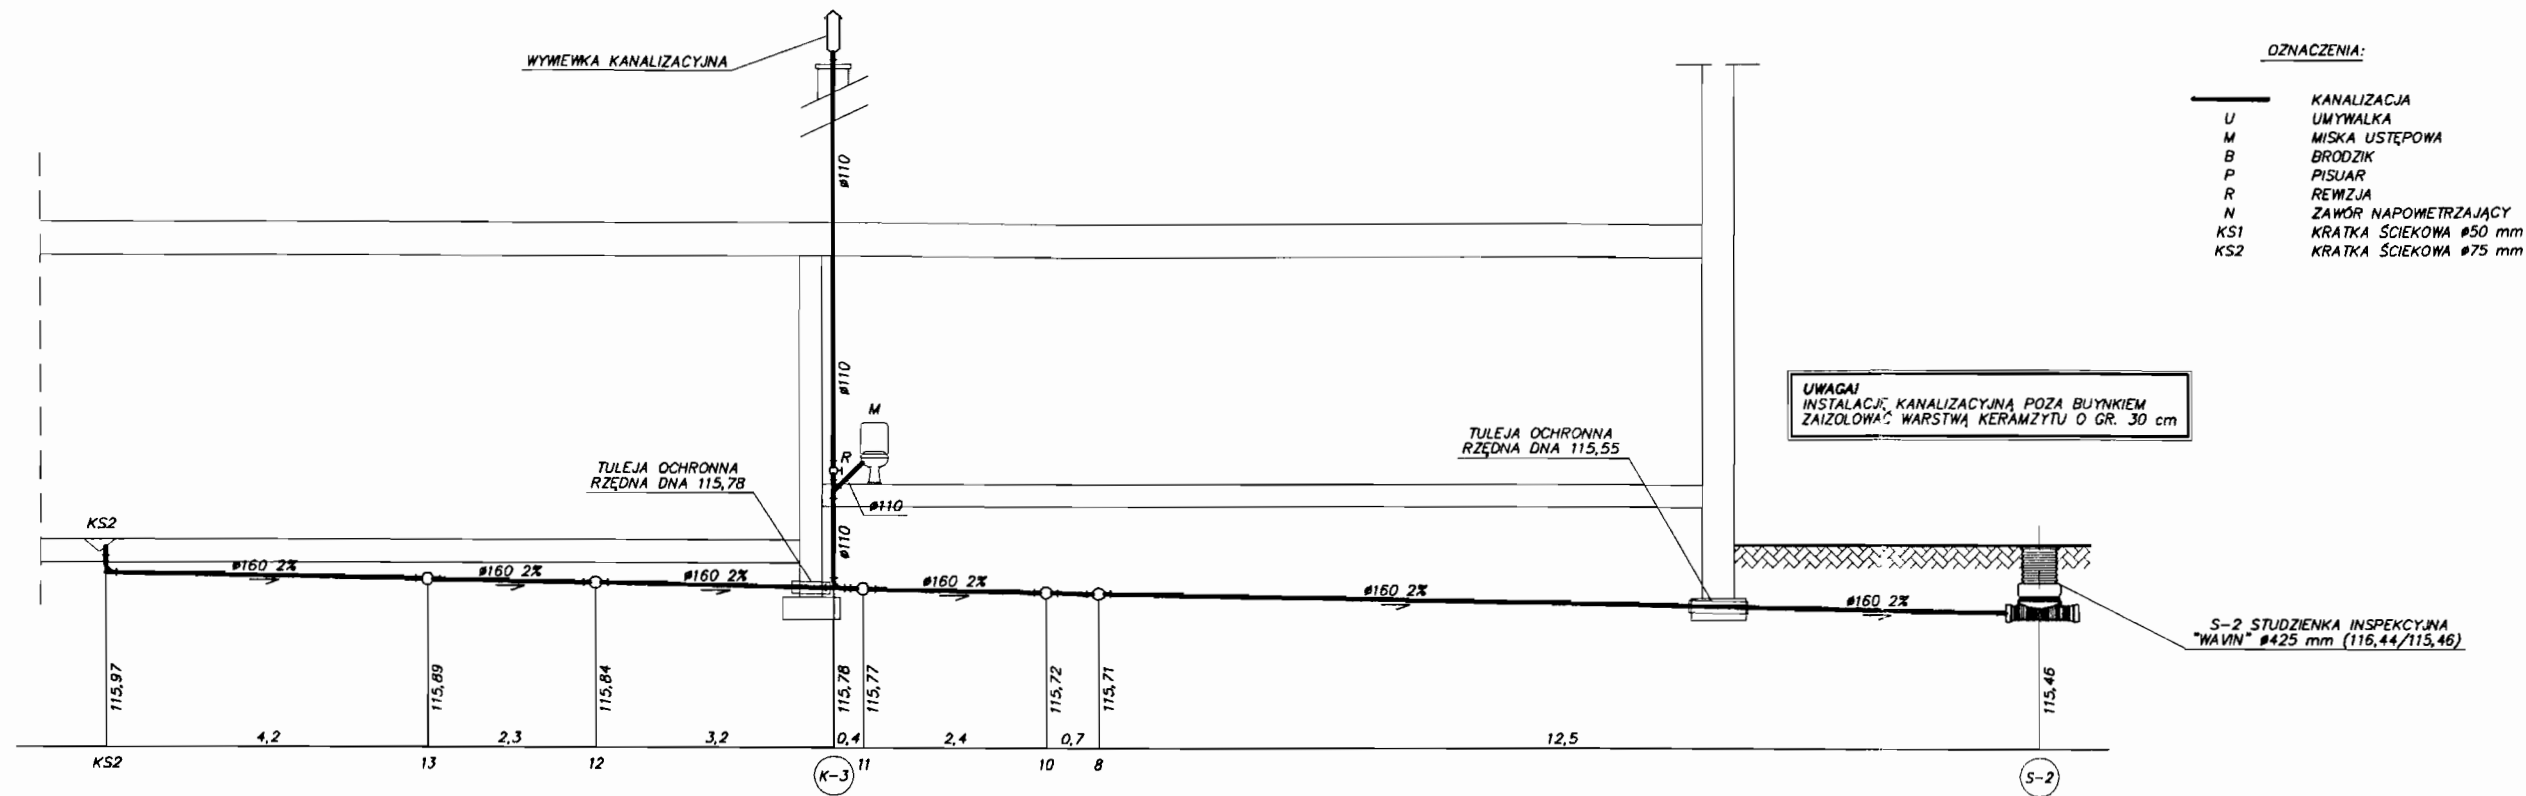 WYWIEWKA KANALIZACYJNA
OZNACZENIA:
KANALIZACJA
U UMYWALKA
M MISKA USTĘPOWA
B BRODZIK
P PISUAR
R REWIZJA
N ZAWÓR NAPOWIETRZAJĄCY
KS1 KRATKA ŚCIEKOWA ø50 mm
KS2 KRATKA ŚCIEKOWA ø75 mm
ø110
ø110
M
R
UWAGA!
INSTALACJĘ KANALIZACYJNĄ POZA BUYNKIEM
ZAIZOLOWAĆ WARSTWĄ KERAMZYTU O GR. 30 cm
TULEJA OCHRONNA
RZĘDNA DNA 115,55
TULEJA OCHRONNA
RZĘDNA DNA 115,78
ø110
ø110
KS2
ø160 2%
ø160 2%
ø160 2%
ø160 2%
ø160 2%
ø160 2%
S-2 STUDZIENKA INSPEKCYJNA
"WAVIN" ø425 mm (116,44/115,46)
115,97
115,89
115,84
115,78
115,77
115,72
115,71
115,46
4,2
2,3
3,2
0,4
2,4
0,7
12,5
KS2
13
12
K-3
11
10
8
S-2